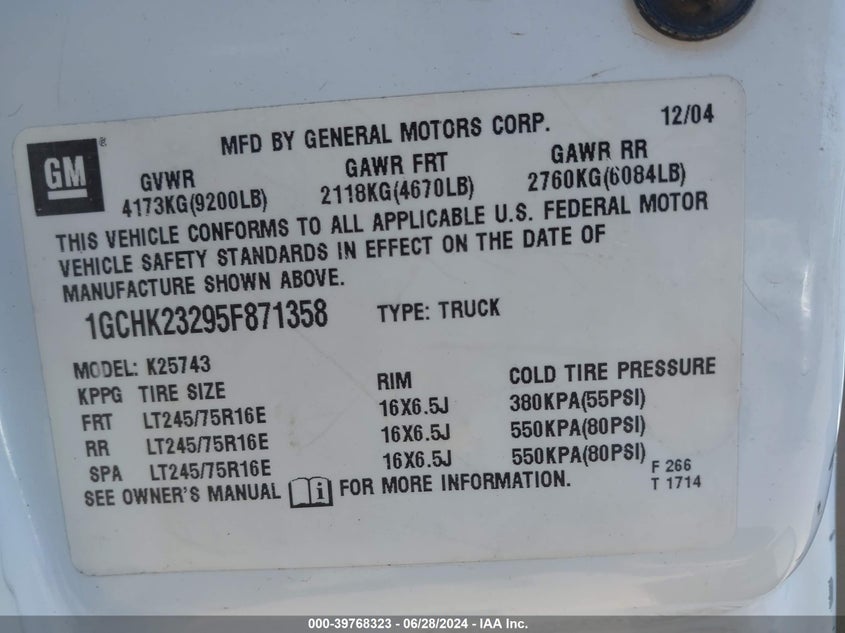 GM
MFD BY GENERAL MOTORS CORP. 12/04
GVWR GAWR FRT GAWR RR
4173KG(9200LB) 2118KG(4670LB) 2760KG(6084LB)
THIS VEHICLE CONFORMS TO ALL APPLICABLE U.S. FEDERAL MOTOR
VEHICLE SAFETY STANDARDS IN EFFECT ON THE DATE OF
MANUFACTURE SHOWN ABOVE.
1GCHK23295F871358 TYPE: TRUCK
MODEL: K25743
KPPG TIRE SIZE RIM COLD TIRE PRESSURE
FRT LT245/75R16E 16X6.5J 380KPA(55PSI)
RR LT245/75R16E 16X6.5J 550KPA(80PSI)
SPA LT245/75R16E 16X6.5J 550KPA(80PSI)
SEE OWNER'S MANUAL i FOR MORE INFORMATION.
F 266
T 1714
000-39768323 - 06/28/2024 - IAA Inc.